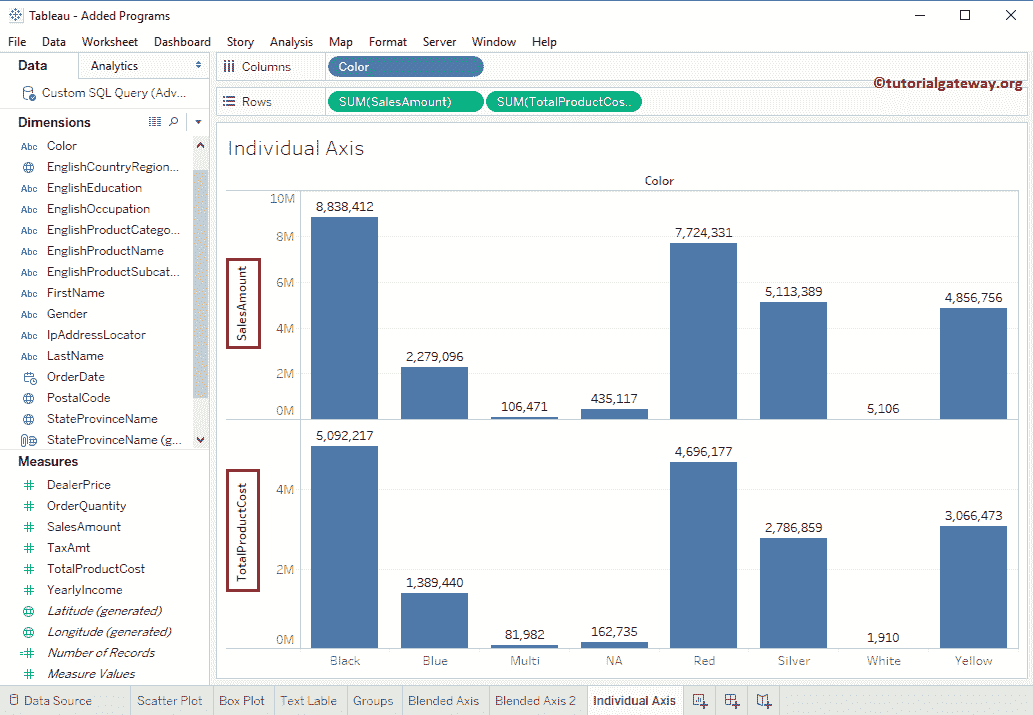 Tableau - Added Programs
File Data Worksheet Dashboard Story Analysis Map Format Server Window Help
Data Analytics
Custom SQL Query (Adv...
Dimensions
Abc Color
EnglishCountryRegion...
Abc EnglishEducation
Abc EnglishOccupation
Abc EnglishProductCatego...
Abc EnglishProductName
Abc EnglishProductSubcat...
Abc FirstName
Abc Gender
Abc IpAddressLocator
Abc LastName
OrderDate
PostalCode
StateProvinceName
StateProvinceName (g...
Measures
DealerPrice
OrderQuantity
SalesAmount
TaxAmt
TotalProductCost
YearlyIncome
Latitude (generated)
Longitude (generated)
Number of Records
Measure Values
Columns Color
Rows SUM(SalesAmount) SUM(TotalProductCos..
©tutorialgateway.org
Individual Axis
Color
SalesAmount
10M
8M
6M
4M
2M
0M
8,838,412
2,279,096
106,471
435,117
7,724,331
5,113,389
5,106
4,856,756
TotalProductCost
4M
2M
0M
5,092,217
1,389,440
81,982
162,735
4,696,177
2,786,859
1,910
3,066,473
Black Blue Multi NA Red Silver White Yellow
Data Source Scatter Plot Box Plot Text Lable Groups Blended Axis Blended Axis 2 Individual Axis